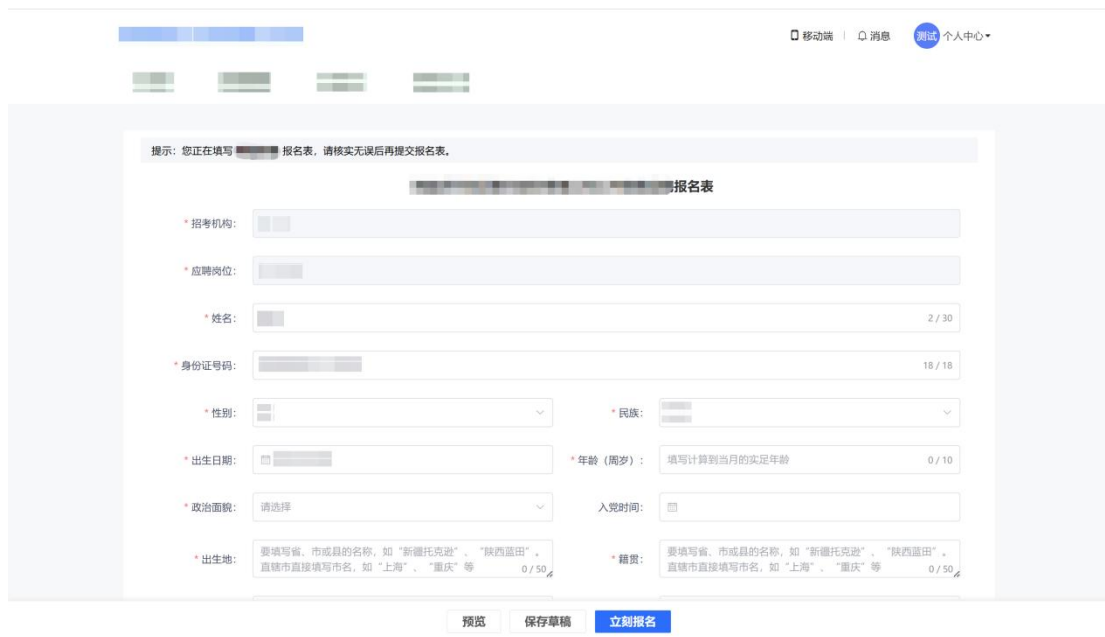 移动端 消息 测试 个人中心
提示：您正在填写 报名表，请核实无误后再提交报名表。
报名表
* 招考机构：
* 应聘岗位：
* 姓名： 2 / 30
* 身份证号码： 18 / 18
* 性别： * 民族：
* 出生日期： * 年龄（周岁）： 填写计算到当月的实足年龄 0 / 10
* 政治面貌： 请选择 入党时间：
* 出生地： 要填写省、市或县的名称，如“新疆托克逊”、“陕西蓝田”。
直辖市直接填写市名，如“上海”、“重庆”等 0 / 50
* 籍贯： 要填写省、市或县的名称，如“新疆托克逊”、“陕西蓝田”。
直辖市直接填写市名，如“上海”、“重庆”等 0 / 50
预览 保存草稿 立刻报名